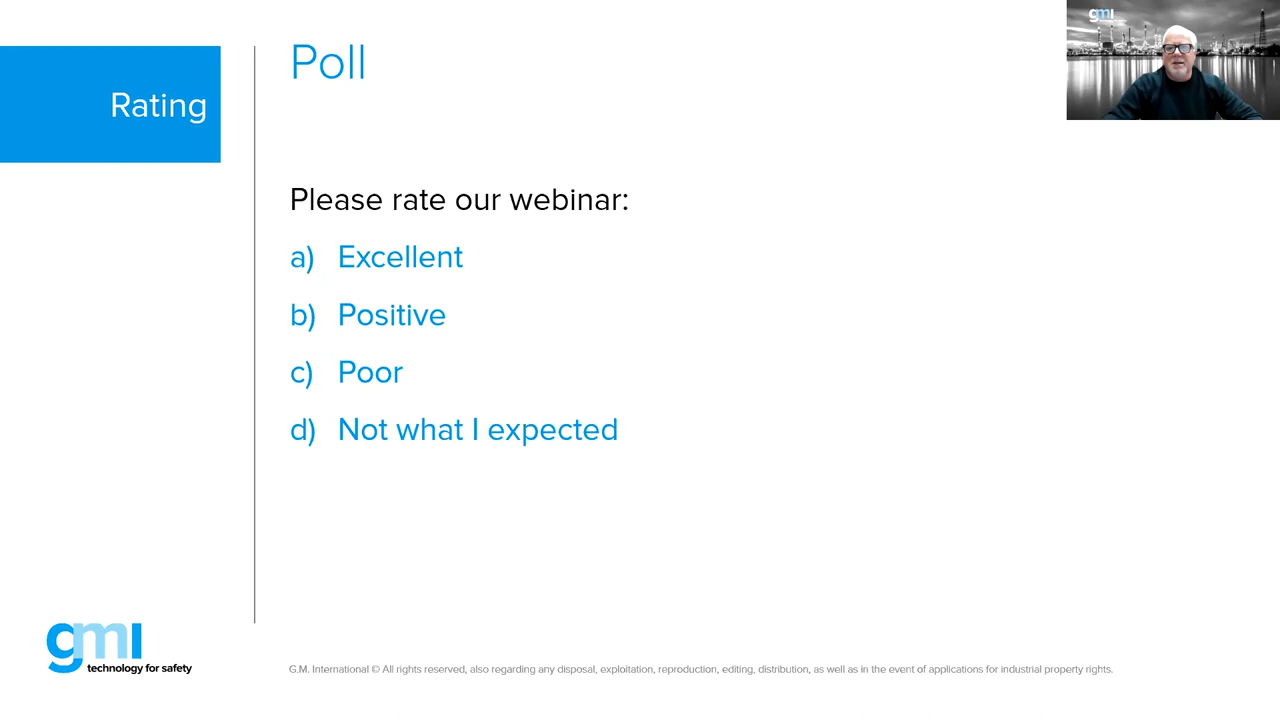 Rating
Poll
gmi
Please rate our webinar:
a) Excellent
b) Positive
c) Poor
d) Not what I expected
gmi
technology for safety
G.M. International © All rights reserved, also regarding any disposal, exploitation, reproduction, editing, distribution, as well as in the event of applications for industrial property rights.